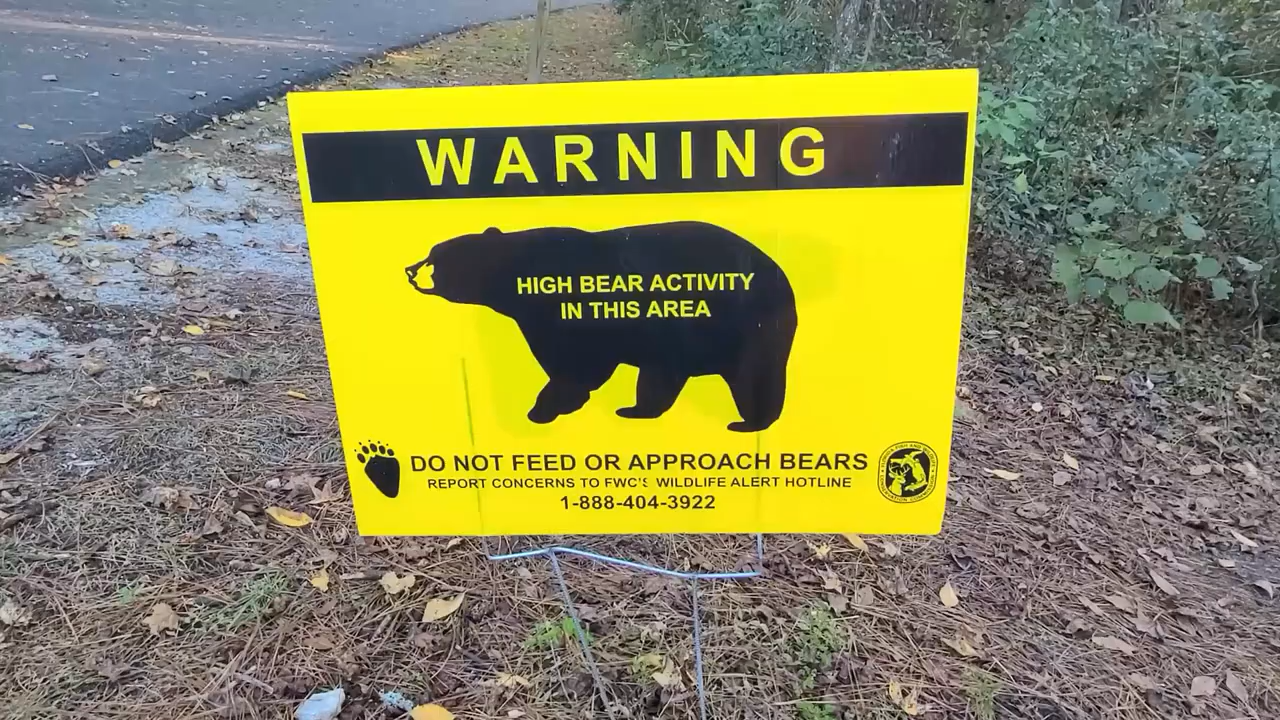 WARNING
HIGH BEAR ACTIVITY
IN THIS AREA
DO NOT FEED OR APPROACH BEARS
REPORT CONCERNS TO FWC'S WILDLIFE ALERT HOTLINE
1-888-404-3922